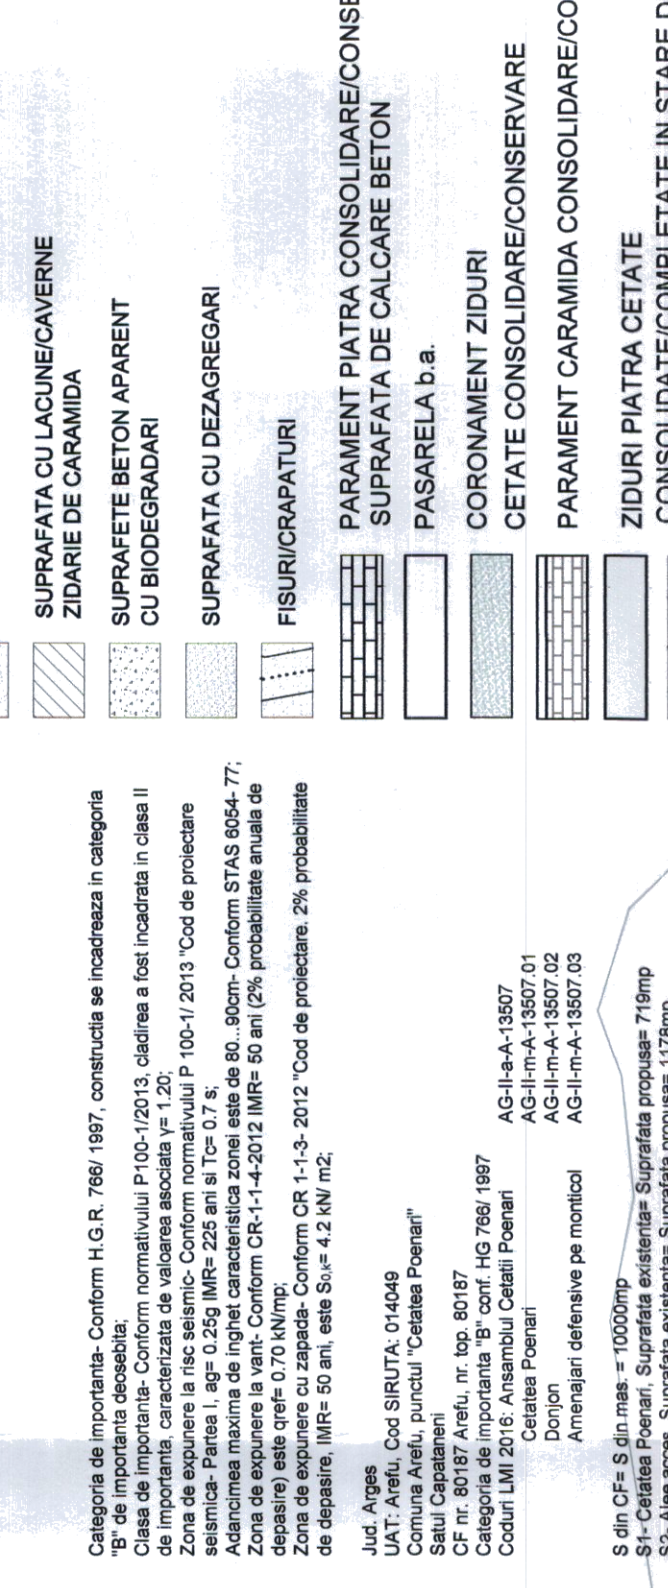 SUPRAFATA CU LACUNE/CAVERNE
ZIDARIE DE CARAMIDA
SUPRAFETE BETON APARENT
CU BIODEGRADARI
SUPRAFATA CU DEZAGREGARI
FISURI/CRAPATURI
PARAMENT PIATRA CONSOLIDARE/CONSE
SUPRAFATA DE CALCARE BETON
PASARELA b.a.
CORONAMENT ZIDURI
CETATE CONSOLIDARE/CONSERVARE
PARAMENT CARAMIDA CONSOLIDARE/CO
ZIDURI PIATRA CETATE
CONSOLIDATE/COMPLETATE IN STARE D
Categoria de importanta- Conform H.G.R. 766/ 1997, constructia se incadreaza in categoria
"B" de importanta deosebita;
Clasa de importanta- Conform normativului P100-1/2013, cladirea a fost incadrata in clasa II
de importanta, caracterizata de valoarea asociata γ= 1.20;
Zona de expunere la risc seismic- Conform normativului P 100-1/ 2013 "Cod de proiectare
seismica- Partea I, ag= 0.25g IMR= 225 ani si Tc= 0.7 s;
Adancimea maxima de inghet caracteristica zonei este de 80...90cm- Conform STAS 6054- 77;
Zona de expunere la vant- Conform CR-1-1-4-2012 IMR= 50 ani (2% probabilitate anuala de
depasire) este qref= 0.70 kN/mp;
Zona de expunere cu zapada- Conform CR 1-1-3- 2012 "Cod de proiectare. 2% probabilitate
de depasire, IMR= 50 ani, este S0,k= 4.2 kN/ m2;
Jud. Arges
UAT: Arefu, Cod SIRUTA: 014049
Comuna Arefu, punctul "Cetatea Poenari"
Satul Capataneni
CF nr. 80187 Arefu, nr. top. 80187
Categoria de importanta "B" conf. HG 766/ 1997
Coduri LMI 2016: Ansamblul Cetatii Poenari AG-II-a-A-13507
Cetatea Poenari AG-II-m-A-13507.01
Donjon AG-II-m-A-13507.02
Amenajari defensive pe monticol AG-II-m-A-13507.03
S din CF= S din mas. = 10000mp
S1- Cetatea Poenari, Suprafata existenta= Suprafata propusa= 719mp
S2- Alee acces, Suprafata existenta= Suprafata propusa= 1178mp